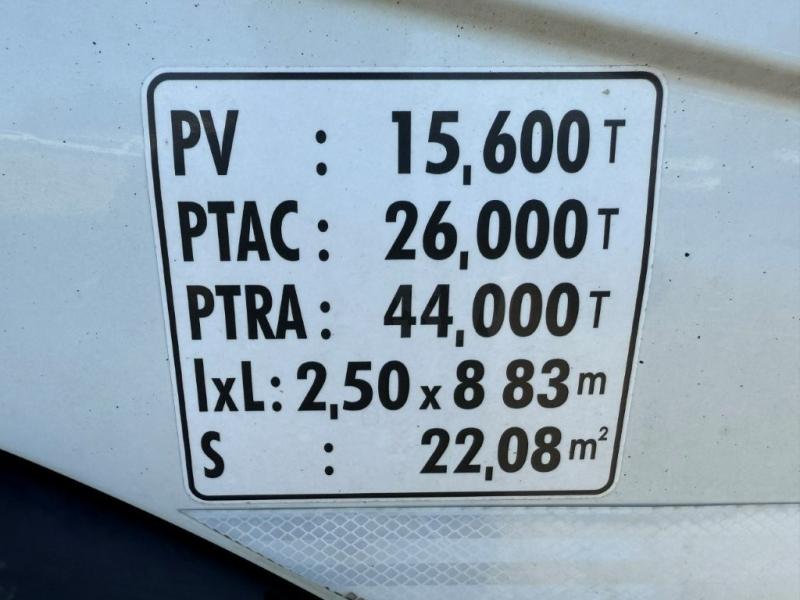 PV : 15,600 T
PTAC : 26,000 T
PTRA : 44,000 T
lxL : 2,50 x 8 83 m
S : 22,08 m²